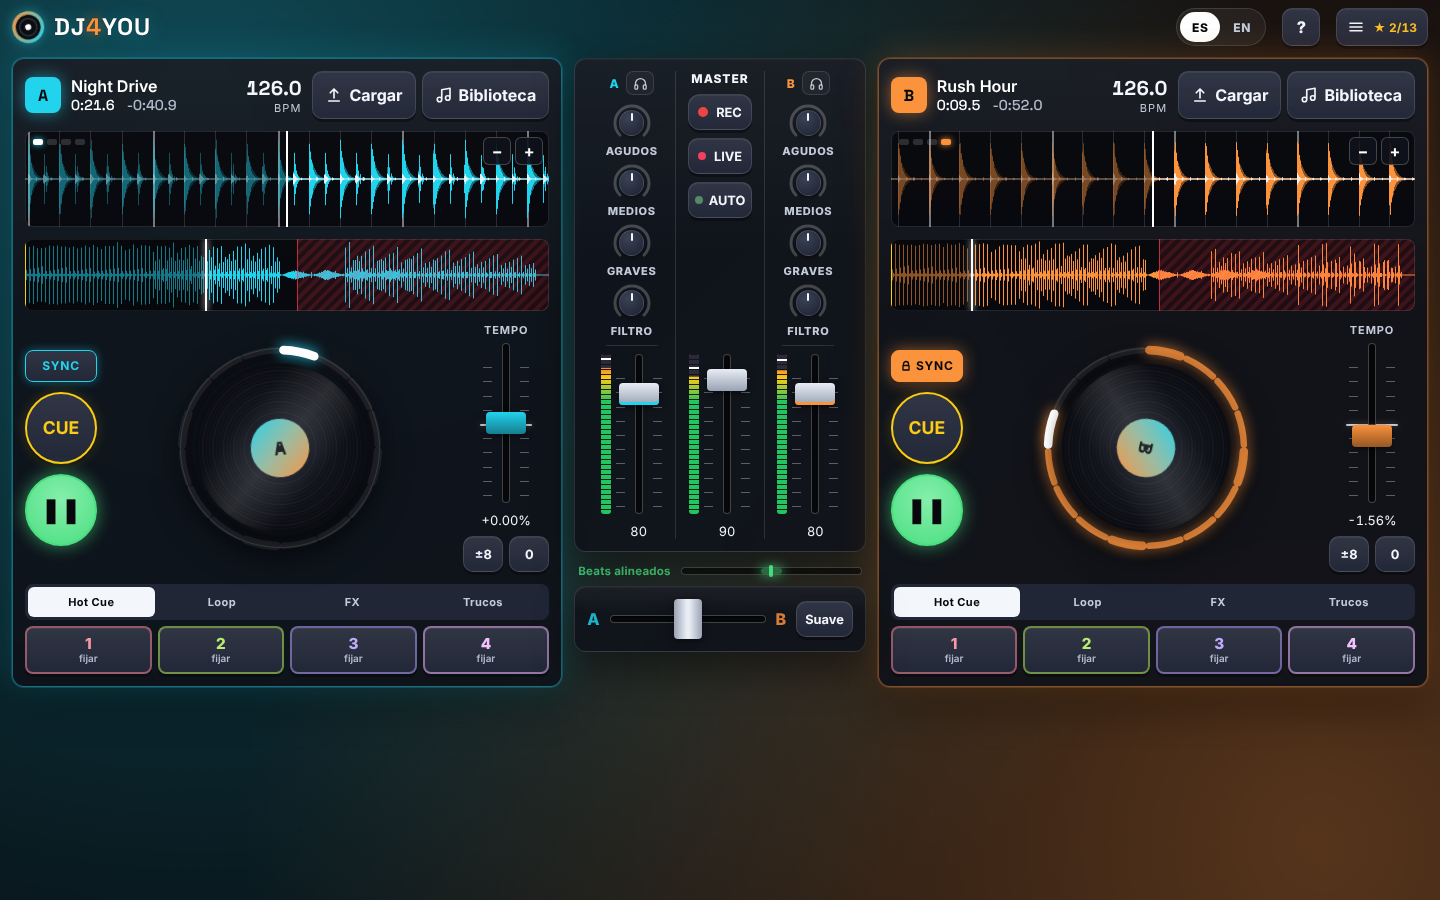 DJ4YOU
ES EN ? ★ 2/13
A Night Drive
0:21.6 -0:40.9
126.0
BPM
Cargar
Biblioteca
− +
SYNC
CUE
A
TEMPO
+0.00%
±8 0
Hot Cue Loop FX Trucos
1 fijar
2 fijar
3 fijar
4 fijar
A
AGUDOS
MEDIOS
GRAVES
FILTRO
80
MASTER
REC
LIVE
AUTO
90
B
AGUDOS
MEDIOS
GRAVES
FILTRO
80
Beats alineados
A B Suave
B Rush Hour
0:09.5 -0:52.0
126.0
BPM
Cargar
Biblioteca
− +
SYNC
CUE
B
TEMPO
-1.56%
±8 0
Hot Cue Loop FX Trucos
1 fijar
2 fijar
3 fijar
4 fijar